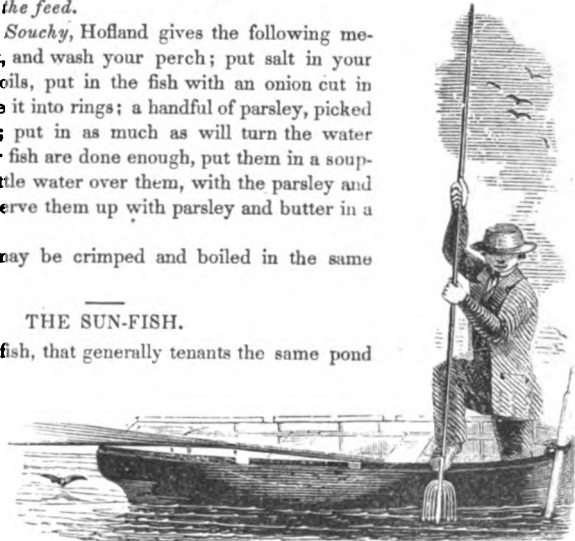 the feed.
Souchy, Hofland gives the following me-
and wash your perch; put salt in your
oils, put in the fish with an onion cut in
it into rings; a handful of parsley, picked
; put in as much as will turn the water
fish are done enough, put them in a soup-
tle water over them, with the parsley and
erve them up with parsley and butter in a
may be crimped and boiled in the same
THE SUN-FISH.
fish, that generally tenants the same pond